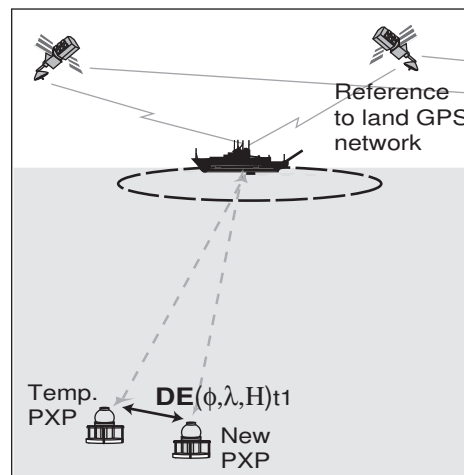 Reference
to land GPS
network
Temp.
PXP
DE(ϕ,λ,H)t1
New
PXP